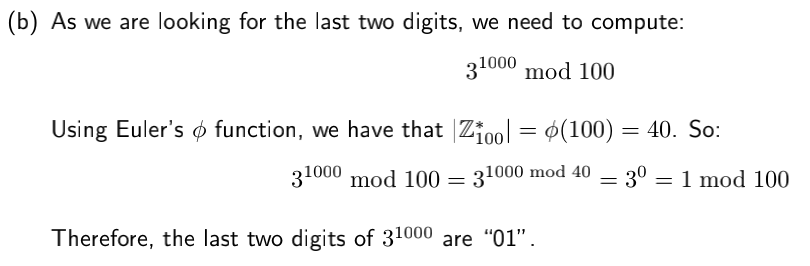 (b) As we are looking for the last two digits, we need to compute:
3^1000 mod 100
Using Euler's ϕ function, we have that |ℤ*_100| = ϕ(100) = 40. So:
3^1000 mod 100 = 3^(1000 mod 40) = 3^0 = 1 mod 100
Therefore, the last two digits of 3^1000 are “01”.